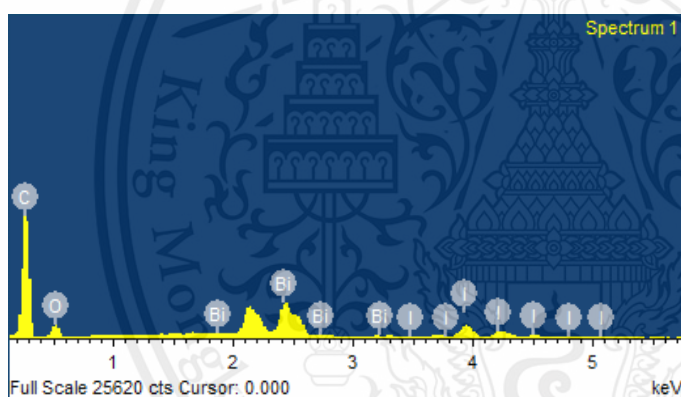 Spectrum 1
King Mon
C
O
Bi Bi Bi Bi I I I I I I I
1 2 3 4 5
Full Scale 25620 cts Cursor: 0.000 keV